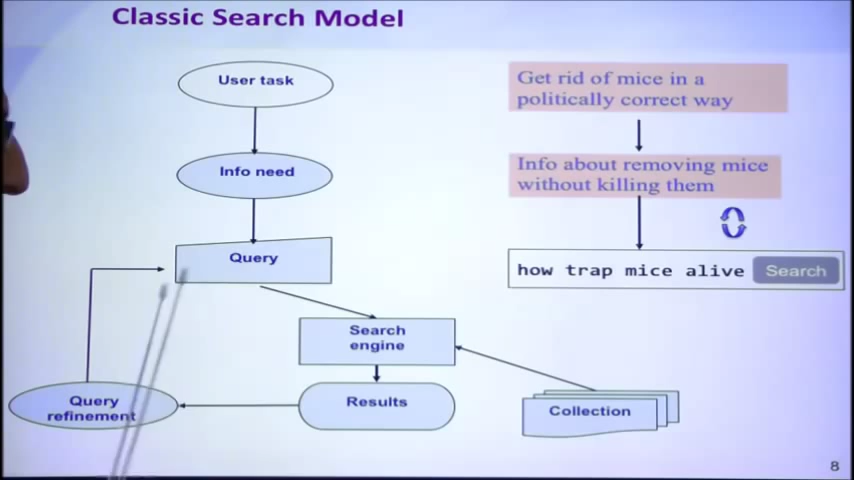 Classic Search Model
User task
Info need
Query
Search
engine
Results
Query
refinement
Collection
Get rid of mice in a
politically correct way
Info about removing mice
without killing them
how trap mice alive
Search
8